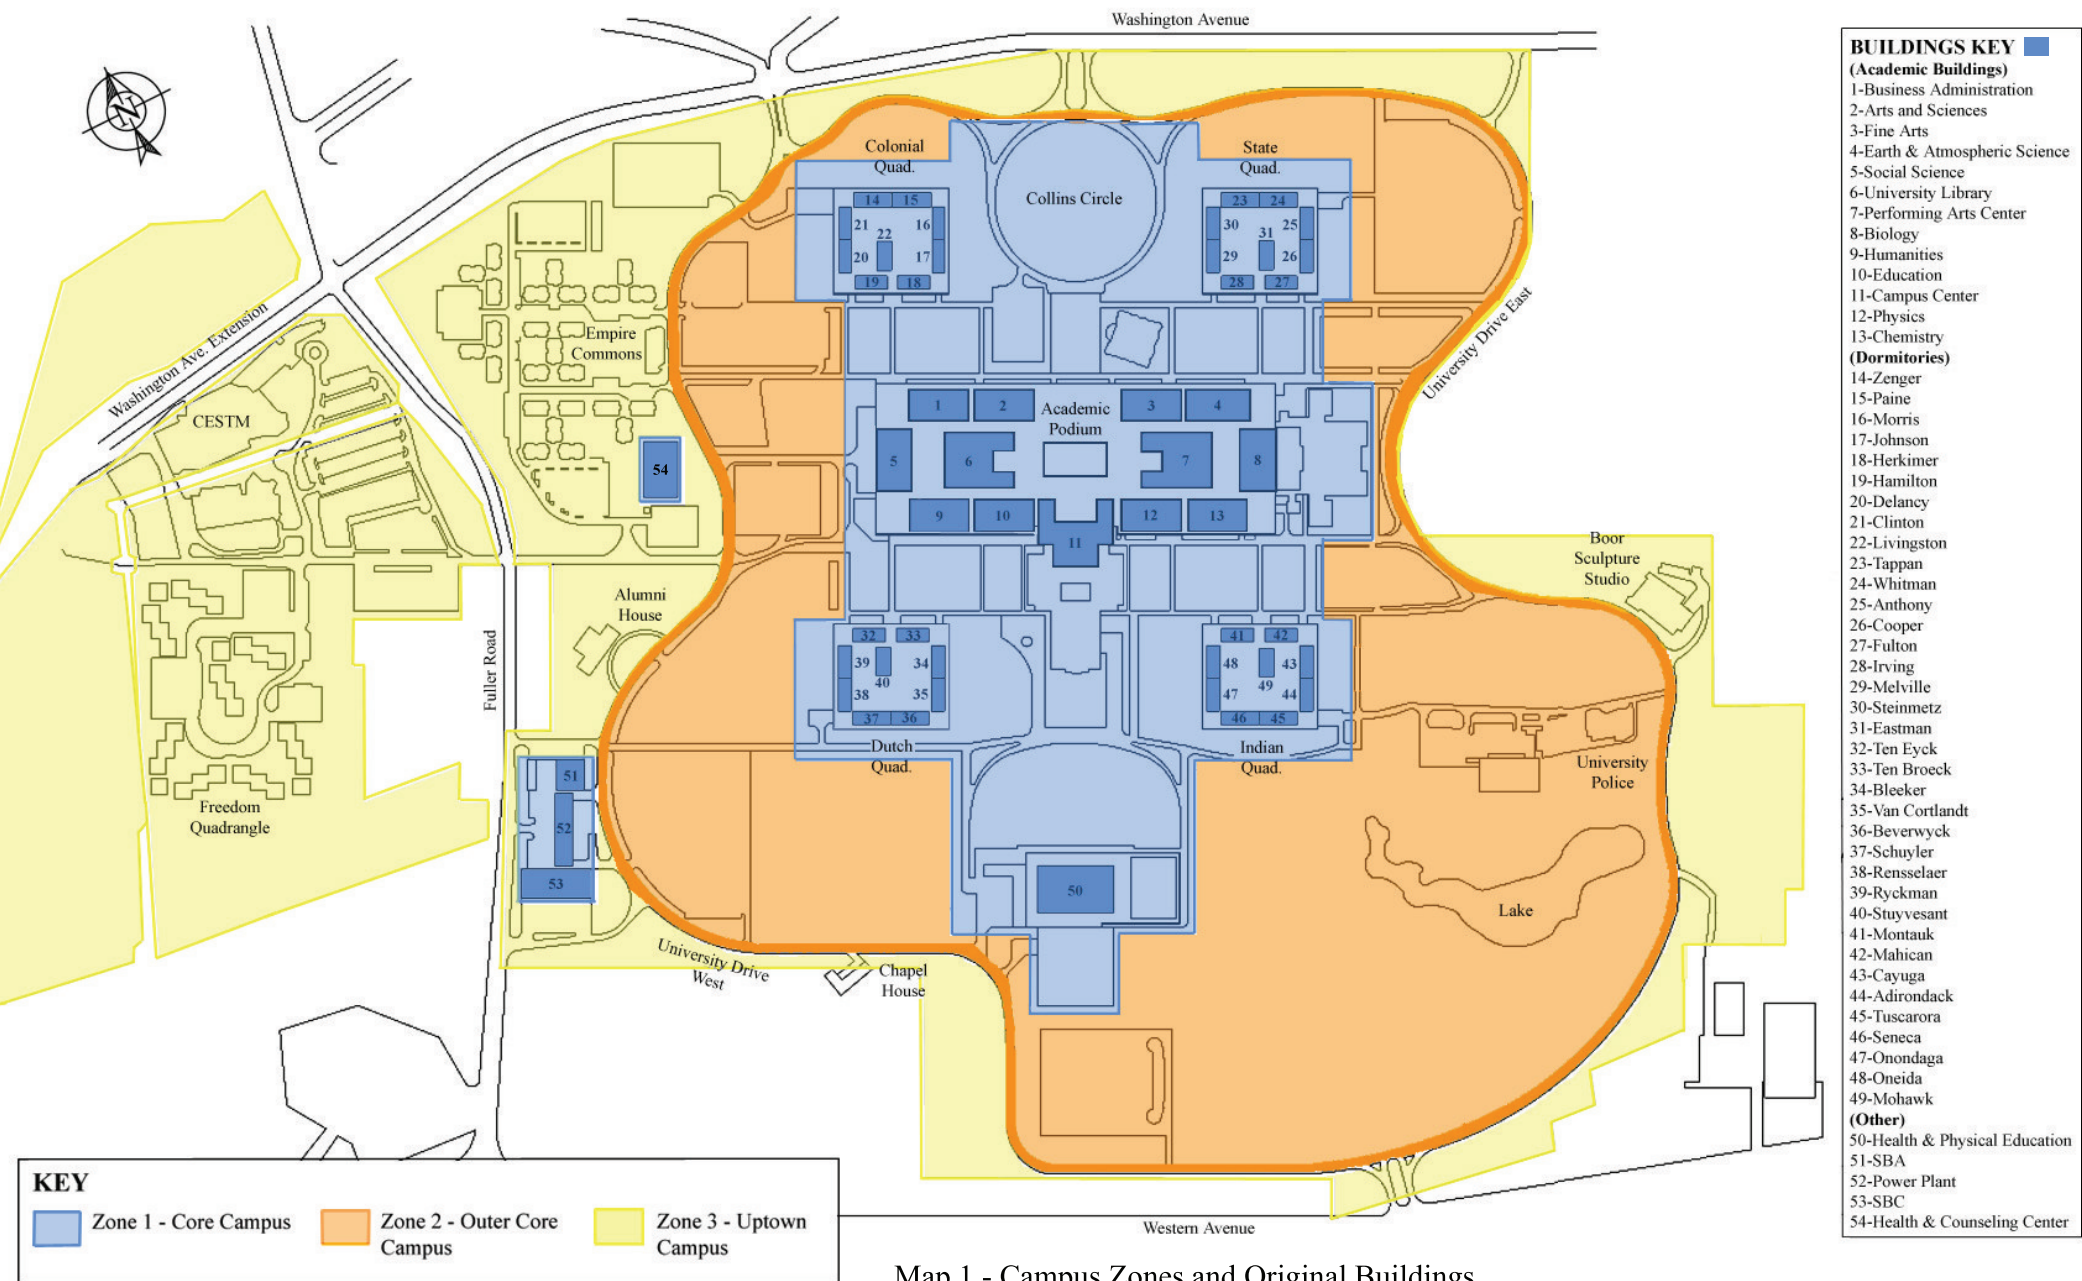 Washington Avenue
N
Colonial
Quad.
State
Quad.
Collins Circle
14 15
21 16
22
20 17
19 18
23 24
30 25
31
29 26
28 27
Washington Ave. Extension
University Drive East
Empire
Commons
CESTM
54
Academic
Podium
1 2 3 4
5 6 7 8
9 10 12 13
11
Boor
Sculpture
Studio
Alumni
House
Fuller Road
32 33
39 34
40
38 35
37 36
41 42
48 43
49
47 44
46 45
Dutch
Quad.
Indian
Quad.
University
Police
51
52
53
Freedom
Quadrangle
50
Lake
University Drive
West
Chapel
House
Western Avenue
KEY
Zone 1 - Core Campus
Zone 2 - Outer Core
Campus
Zone 3 - Uptown
Campus
Map 1 - Campus Zones and Original Buildings
BUILDINGS KEY
(Academic Buildings)
1-Business Administration
2-Arts and Sciences
3-Fine Arts
4-Earth & Atmospheric Science
5-Social Science
6-University Library
7-Performing Arts Center
8-Biology
9-Humanities
10-Education
11-Campus Center
12-Physics
13-Chemistry
(Dormitories)
14-Zenger
15-Paine
16-Morris
17-Johnson
18-Herkimer
19-Hamilton
20-Delancy
21-Clinton
22-Livingston
23-Tappan
24-Whitman
25-Anthony
26-Cooper
27-Fulton
28-Irving
29-Melville
30-Steinmetz
31-Eastman
32-Ten Eyck
33-Ten Broeck
34-Bleeker
35-Van Cortlandt
36-Beverwyck
37-Schuyler
38-Rensselaer
39-Ryckman
40-Stuyvesant
41-Montauk
42-Mahican
43-Cayuga
44-Adirondack
45-Tuscarora
46-Seneca
47-Onondaga
48-Oneida
49-Mohawk
(Other)
50-Health & Physical Education
51-SBA
52-Power Plant
53-SBC
54-Health & Counseling Center